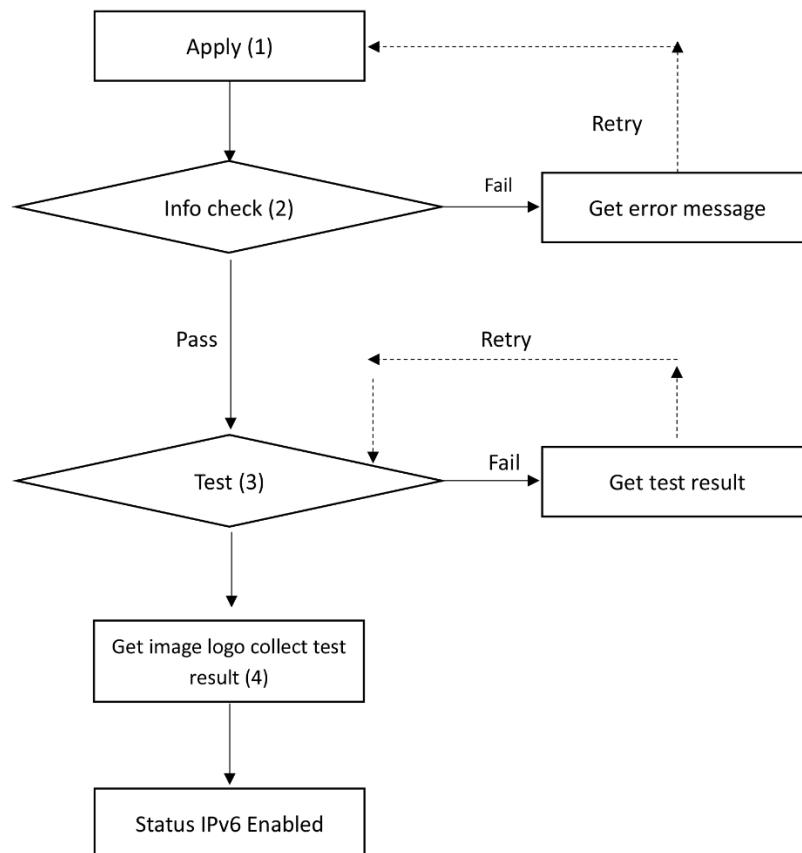 Apply (1)
Retry
Info check (2)
Fail
Get error message
Pass
Retry
Test (3)
Fail
Get test result
Get image logo collect test
result (4)
Status IPv6 Enabled